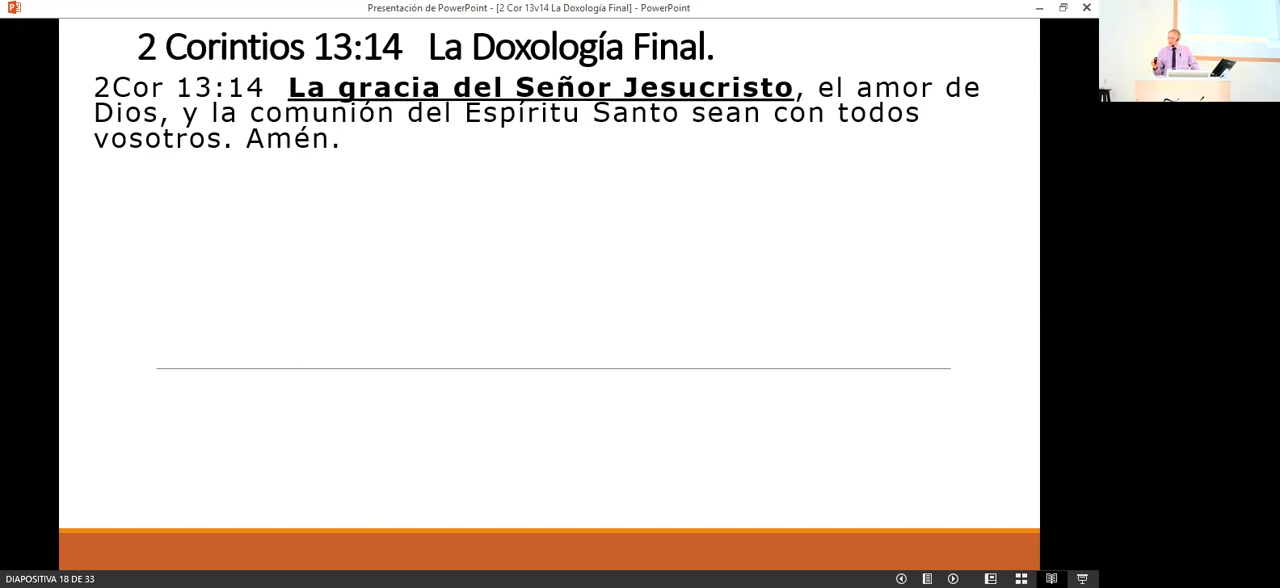 Presentación de PowerPoint - [2 Cor 13v14 La Doxología Final] - PowerPoint
2 Corintios 13:14 La Doxología Final.
2Cor 13:14 La gracia del Señor Jesucristo, el amor de
Dios, y la comunión del Espíritu Santo sean con todos
vosotros. Amén.
DIAPOSITIVA 18 DE 33